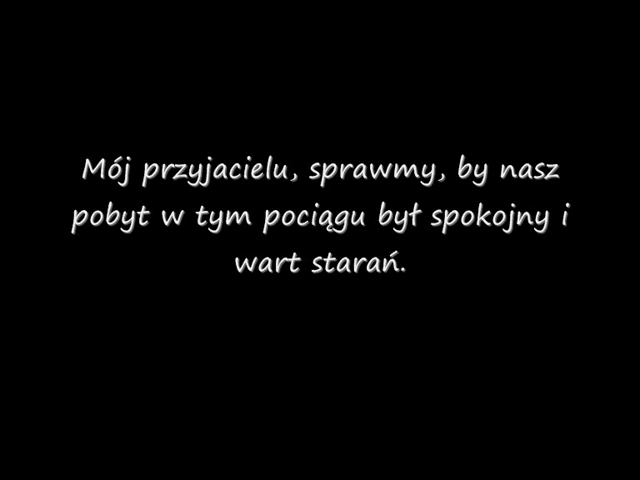 Mój przyjacielu, sprawmy, by nasz
pobyt w tym pociągu był spokojny i
wart starań.